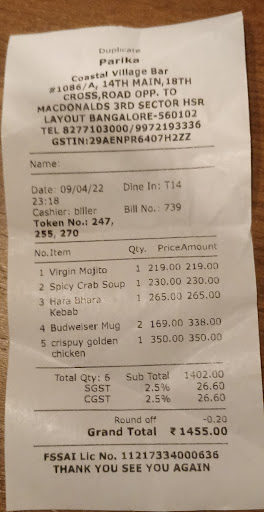 Duplicate
Parika
Coastal Village Bar
#1086/A, 14TH MAIN,18TH
CROSS,ROAD OPP. TO
MACDONALDS 3RD SECTOR HSR
LAYOUT BANGALORE-560102
TEL 8277103000/9972193336
GSTIN:29AENPR6407H2ZZ
Name:
Date: 09/04/22 Dine In: T14
23:18
Cashier: biller Bill No.: 739
Token No.: 247,
255, 270
No.Item Qty. Price Amount
1 Virgin Mojito 1 219.00 219.00
2 Spicy Crab Soup 1 230.00 230.00
3 Hara Bhara 1 265.00 265.00
Kebab
4 Budweiser Mug 2 169.00 338.00
5 crispuy golden 1 350.00 350.00
chicken
Total Qty: 6 Sub Total 1402.00
SGST 2.5% 26.60
CGST 2.5% 26.60
Round off -0.20
Grand Total ₹1455.00
FSSAI Lic No. 11217334000636
THANK YOU SEE YOU AGAIN